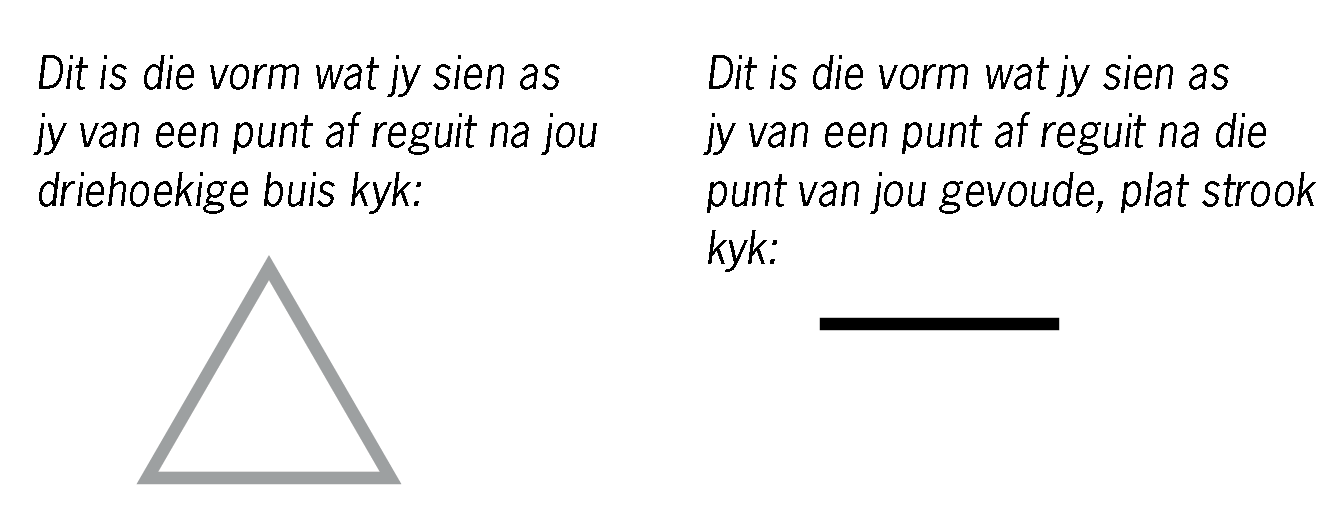 Dit is die vorm wat jy sien as
jy van een punt af reguit na jou
driehoekige buis kyk:
Dit is die vorm wat jy sien as
jy van een punt af reguit na die
punt van jou gevoude, plat strook
kyk: